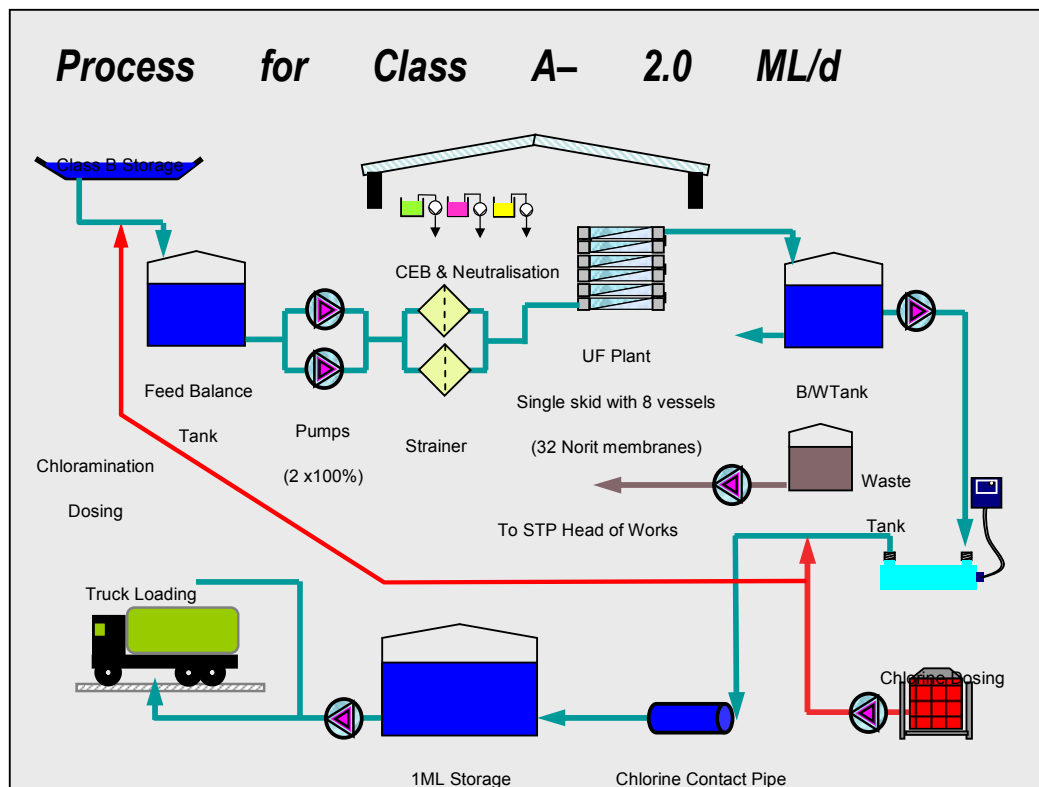 Process for Class A– 2.0 ML/d
Class B Storage
CEB & Neutralisation
UF Plant
Feed Balance
Tank
B/WTank
Single skid with 8 vessels
(32 Norit membranes)
Pumps
(2 x100%)
Strainer
Chloramination
Dosing
Waste
Tank
To STP Head of Works
Truck Loading
Chlorine Dosing
1ML Storage
Chlorine Contact Pipe